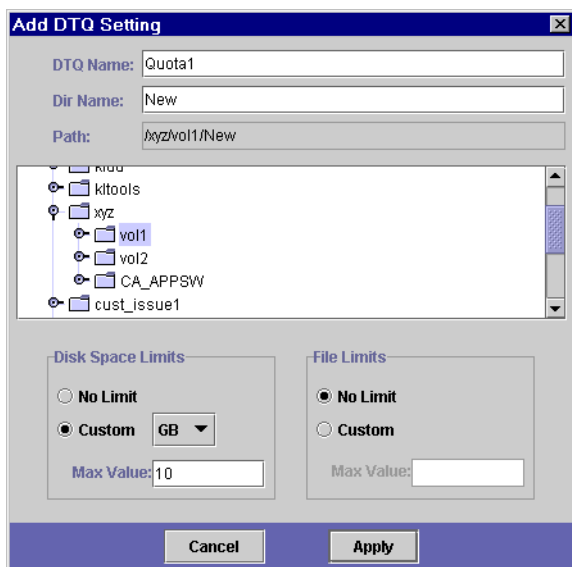 Add DTQ Setting
DTQ Name: Quota1
Dir Name: New
Path: /xyz/vol1/New
kltools
xyz
vol1
vol2
CA_APPSW
cust_issue1
Disk Space Limits
No Limit
Custom GB
Max Value: 10
File Limits
No Limit
Custom
Max Value:
Cancel Apply